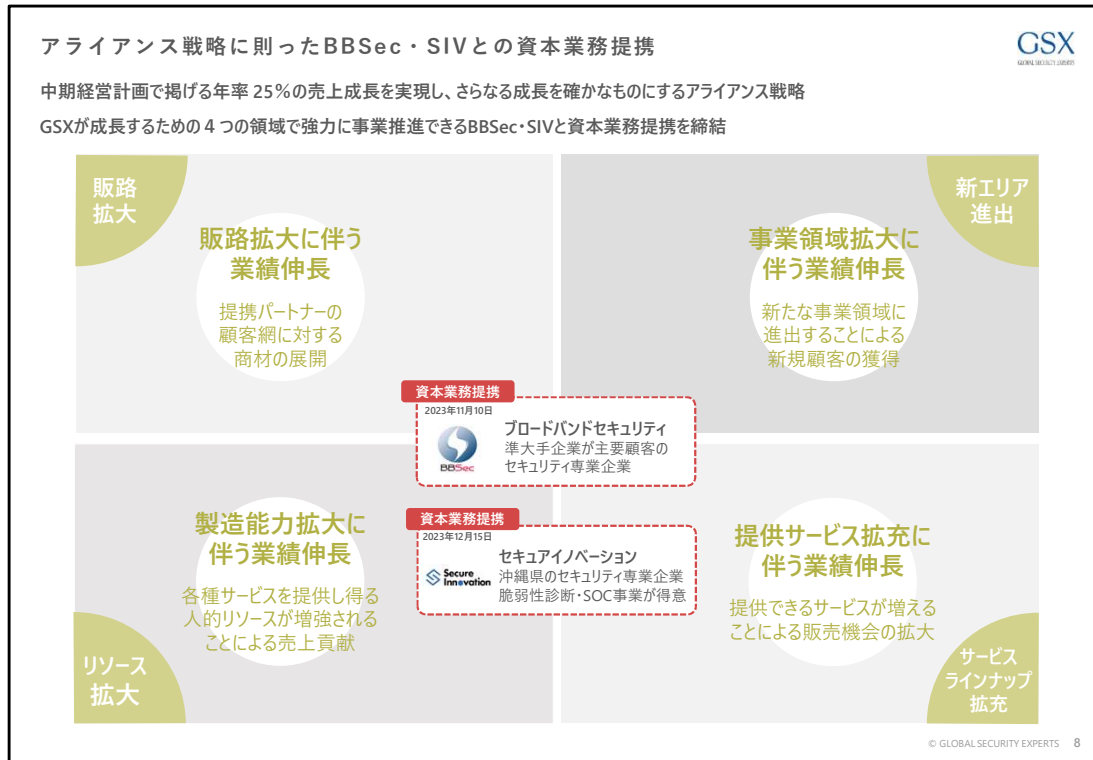 アライアンス戦略に則ったBBSec・SIVとの資本業務提携
GSX
GLOBAL SECURITY EXPERTS
中期経営計画で掲げる年率25%の売上成長を実現し、さらなる成長を確かなものにするアライアンス戦略
GSXが成長するための4つの領域で強力に事業推進できるBBSec・SIVと資本業務提携を締結
販路
拡大
販路拡大に伴う
業績伸長
提携パートナーの
顧客網に対する
商材の展開
新エリア
進出
事業領域拡大に
伴う業績伸長
新たな事業領域に
進出することによる
新規顧客の獲得
資本業務提携
2023年11月10日
BBSec
ブロードバンドセキュリティ
準大手企業が主要顧客の
セキュリティ専業企業
資本業務提携
2023年12月15日
Secure
Innovation
セキュアイノベーション
沖縄県のセキュリティ専業企業
脆弱性診断・SOC事業が得意
製造能力拡大に
伴う業績伸長
各種サービスを提供し得る
人的リソースが増強される
ことによる売上貢献
リソース
拡大
提供サービス拡充に
伴う業績伸長
提供できるサービスが増える
ことによる販売機会の拡大
サービス
ラインナップ
拡充
© GLOBAL SECURITY EXPERTS 8